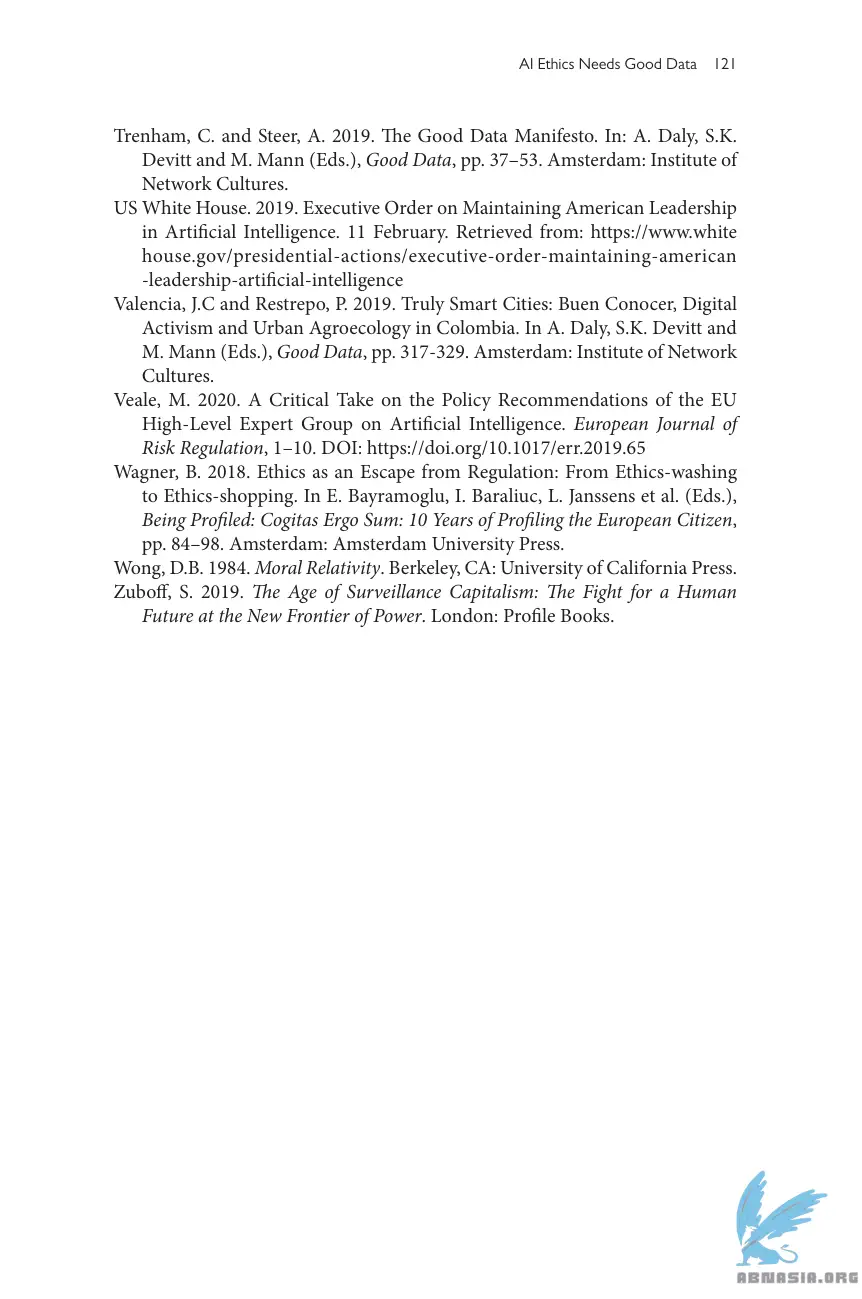 AI Ethics Needs Good Data 121
Trenham, C. and Steer, A. 2019. The Good Data Manifesto. In: A. Daly, S.K.
Devitt and M. Mann (Eds.), Good Data, pp. 37–53. Amsterdam: Institute of
Network Cultures.
US White House. 2019. Executive Order on Maintaining American Leadership
in Artificial Intelligence. 11 February. Retrieved from: https://www.white
house.gov/presidential-actions/executive-order-maintaining-american
-leadership-artificial-intelligence
Valencia, J.C and Restrepo, P. 2019. Truly Smart Cities: Buen Conocer, Digital
Activism and Urban Agroecology in Colombia. In A. Daly, S.K. Devitt and
M. Mann (Eds.), Good Data, pp. 317-329. Amsterdam: Institute of Network
Cultures.
Veale, M. 2020. A Critical Take on the Policy Recommendations of the EU
High-Level Expert Group on Artificial Intelligence. European Journal of
Risk Regulation, 1–10. DOI: https://doi.org/10.1017/err.2019.65
Wagner, B. 2018. Ethics as an Escape from Regulation: From Ethics-washing
to Ethics-shopping. In E. Bayramoglu, I. Baraliuc, L. Janssens et al. (Eds.),
Being Profiled: Cogitas Ergo Sum: 10 Years of Profiling the European Citizen,
pp. 84–98. Amsterdam: Amsterdam University Press.
Wong, D.B. 1984. Moral Relativity. Berkeley, CA: University of California Press.
Zuboff, S. 2019. The Age of Surveillance Capitalism: The Fight for a Human
Future at the New Frontier of Power. London: Profile Books.
ABNASIA.ORG